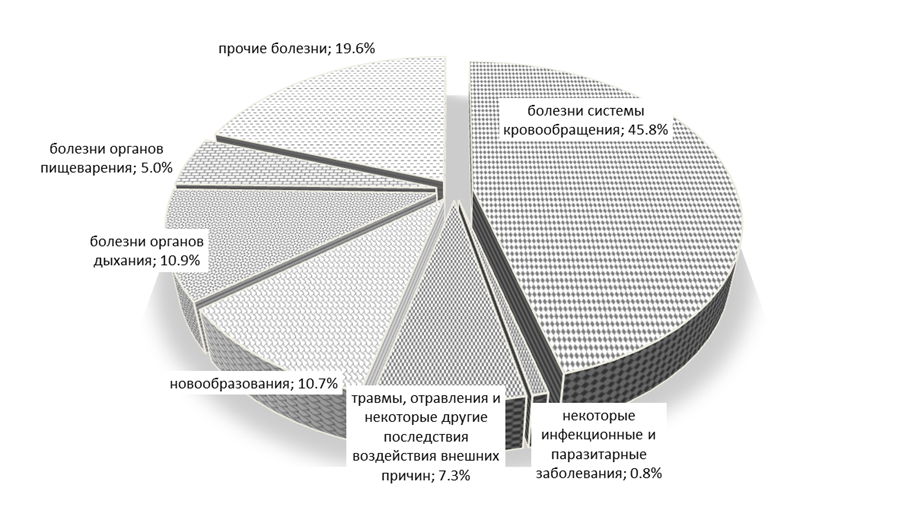 прочие болезни; 19.6%
болезни системы
кровообращения; 45.8%
болезни органов
пищеварения; 5.0%
болезни органов
дыхания; 10.9%
новообразования; 10.7%
травмы, отравления и
некоторые другие
последствия
воздействия внешних
причин; 7.3%
некоторые
инфекционные и
паразитарные
заболевания; 0.8%